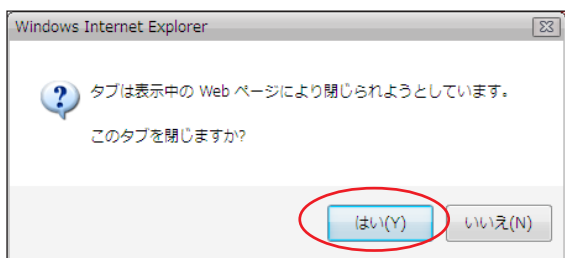 Windows Internet Explorer
タブは表示中の Web ページにより閉じられようとしています。
このタブを閉じますか?
はい(Y) いいえ(N)